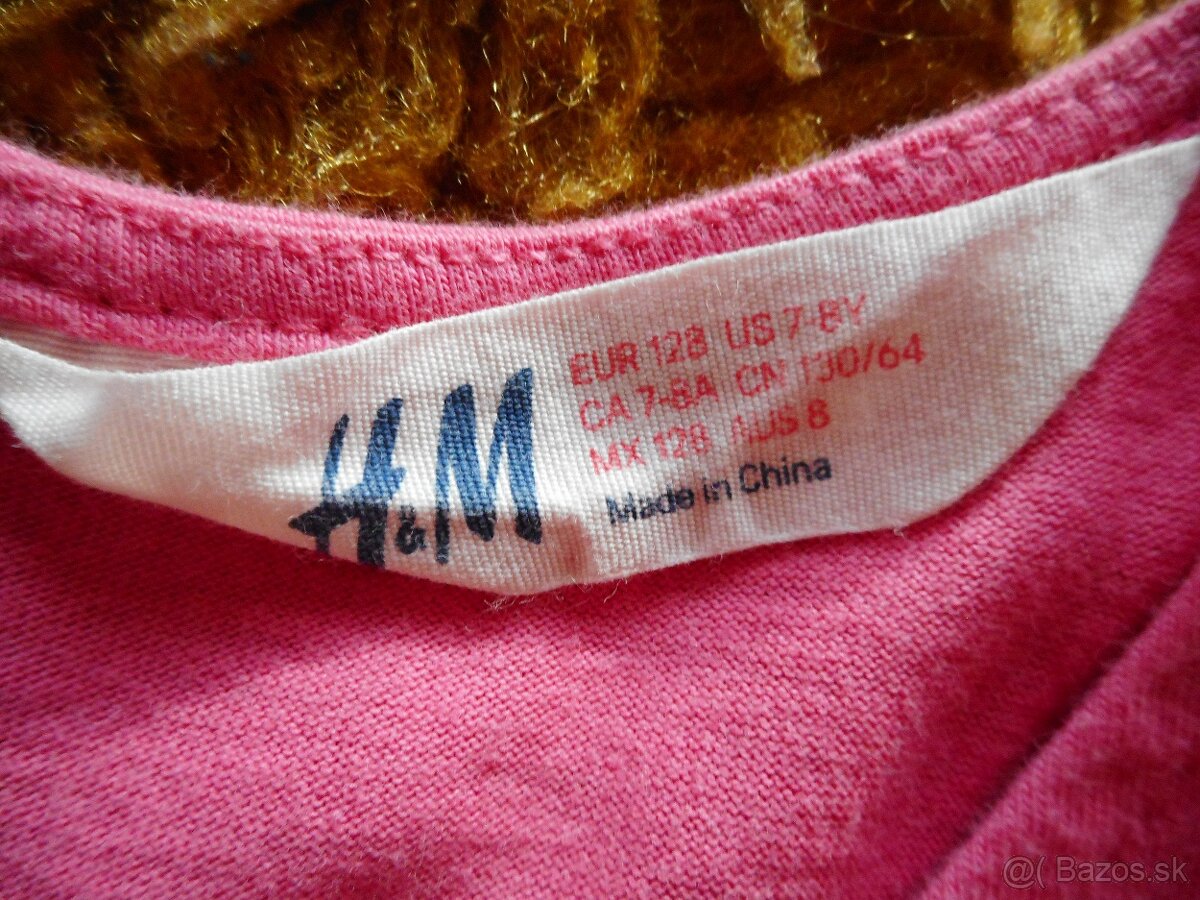 H&M
EUR 128 US 7-8Y
CA 7-8A CN 130/64
MX 128 AUS 8
Made in China
@( Bazos.sk